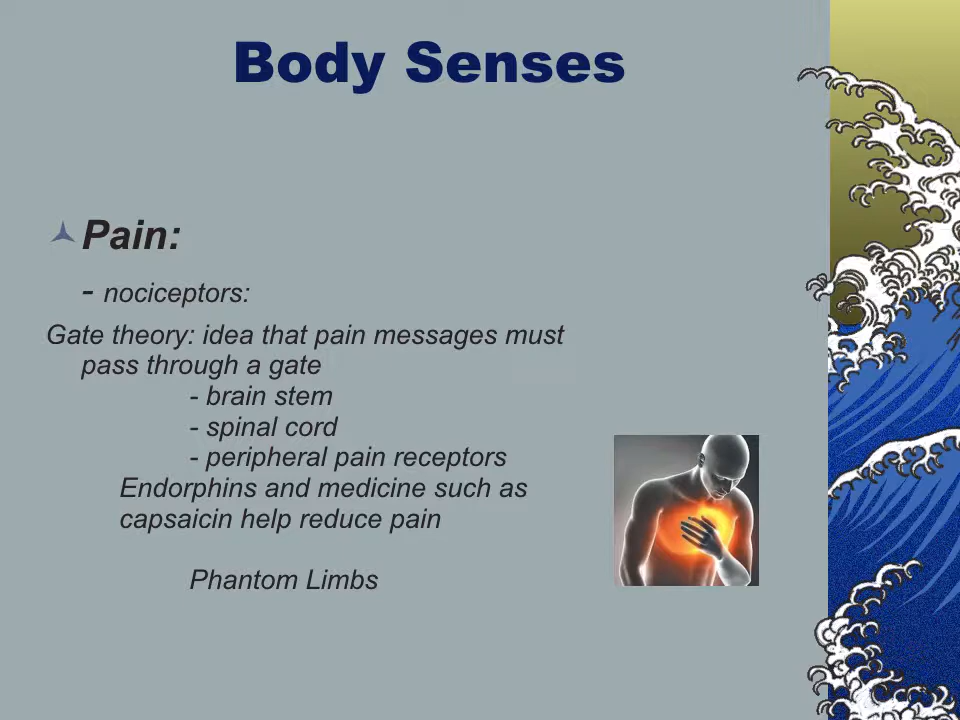 Body Senses
Pain:
- nociceptors:
Gate theory: idea that pain messages must
pass through a gate
- brain stem
- spinal cord
- peripheral pain receptors
Endorphins and medicine such as
capsaicin help reduce pain
Phantom Limbs